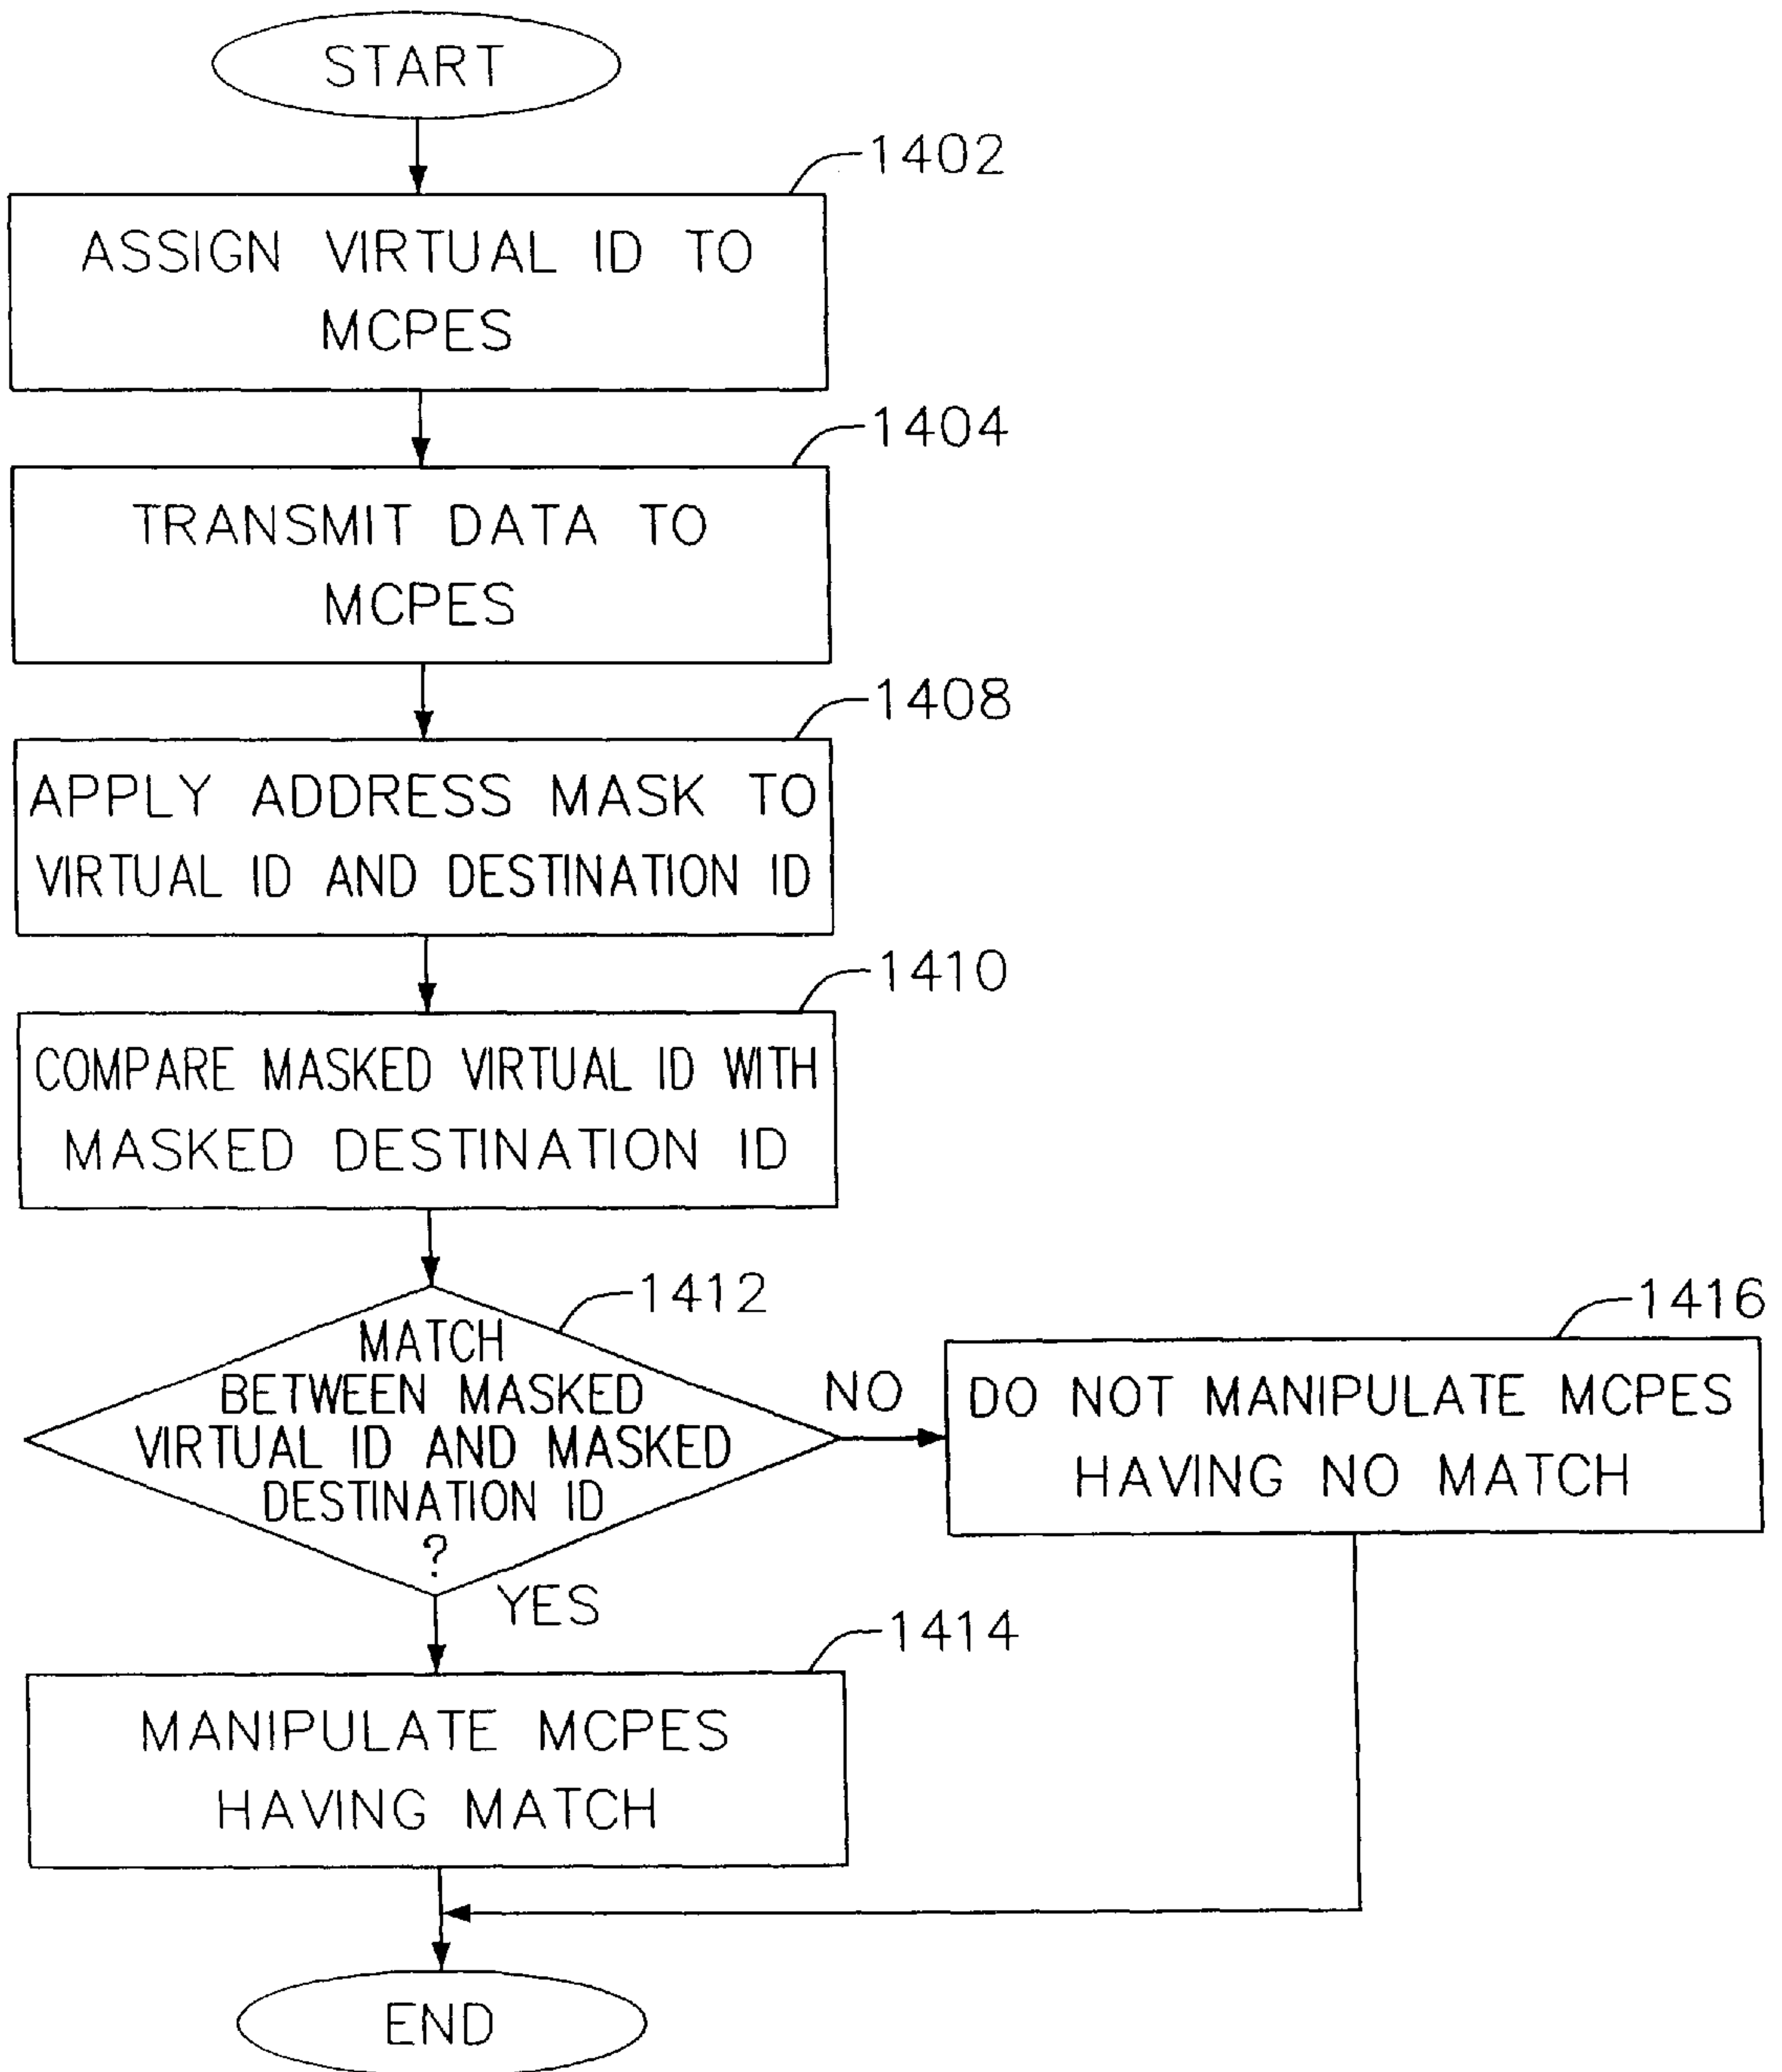 START
1402
ASSIGN VIRTUAL ID TO
MCPES
1404
TRANSMIT DATA TO
MCPES
1408
APPLY ADDRESS MASK TO
VIRTUAL ID AND DESTINATION ID
1410
COMPARE MASKED VIRTUAL ID WITH
MASKED DESTINATION ID
1412
MATCH
BETWEEN MASKED
VIRTUAL ID AND MASKED
DESTINATION ID
?
NO
1416
DO NOT MANIPULATE MCPES
HAVING NO MATCH
YES
1414
MANIPULATE MCPES
HAVING MATCH
END